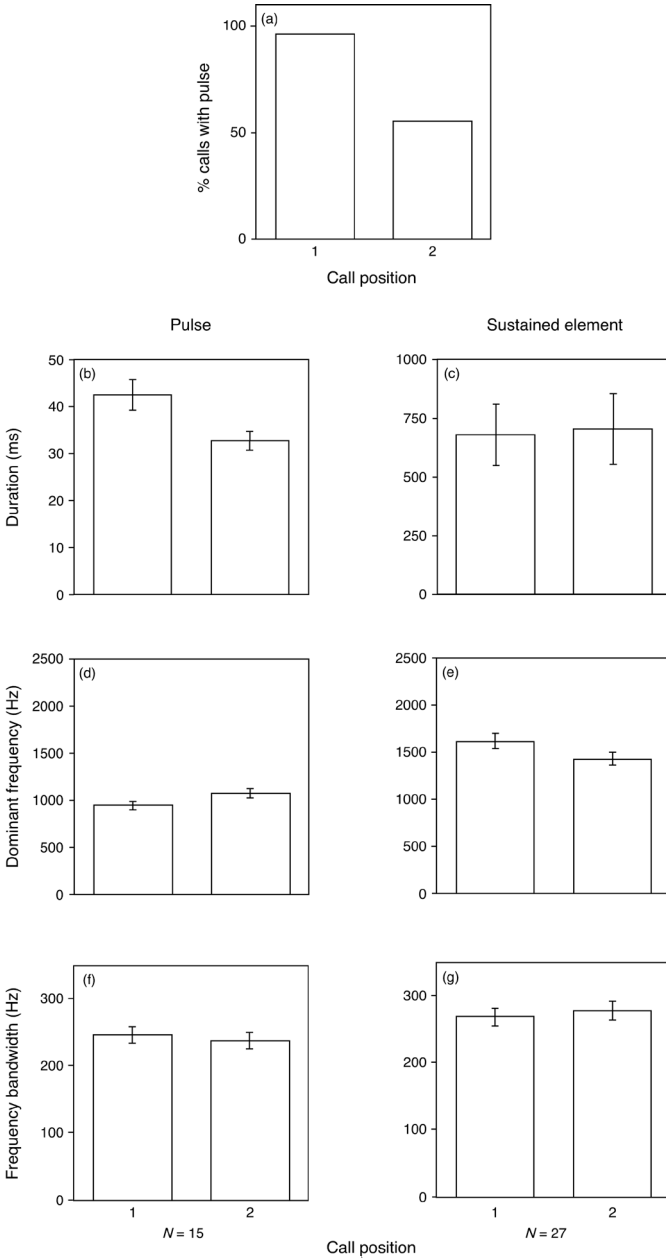 (a)
100
50
0
% calls with pulse
1 2
Call position
Pulse
Sustained element
(b)
50
40
30
20
10
0
Duration (ms)
(c)
1000
750
500
250
0
(d)
2500
2000
1500
1000
500
0
Dominant frequency (Hz)
(e)
2500
2000
1500
1000
500
0
(f)
300
200
100
0
Frequency bandwidth (Hz)
1 2
N = 15
(g)
300
200
100
0
1 2
N = 27
Call position